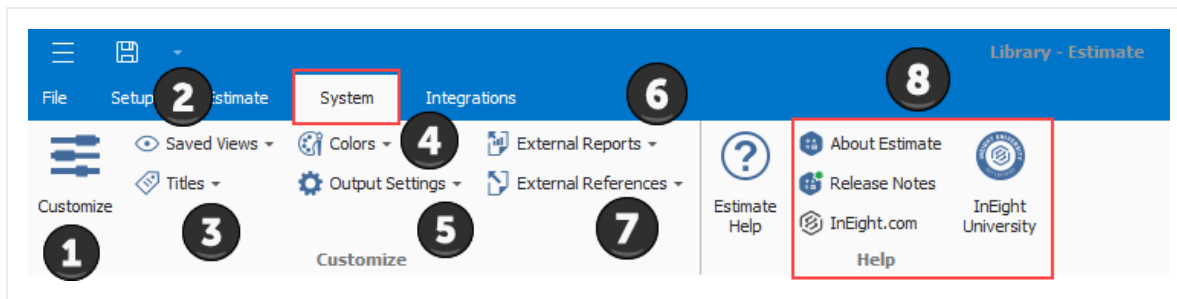 Library - Estimate
File Setup Estimate System Integrations
2 6 8
Saved Views Colors External Reports About Estimate
4
Titles Output Settings External References Release Notes
Customize Estimate Help InEight.com InEight University
1 3 5 7
Customize Help